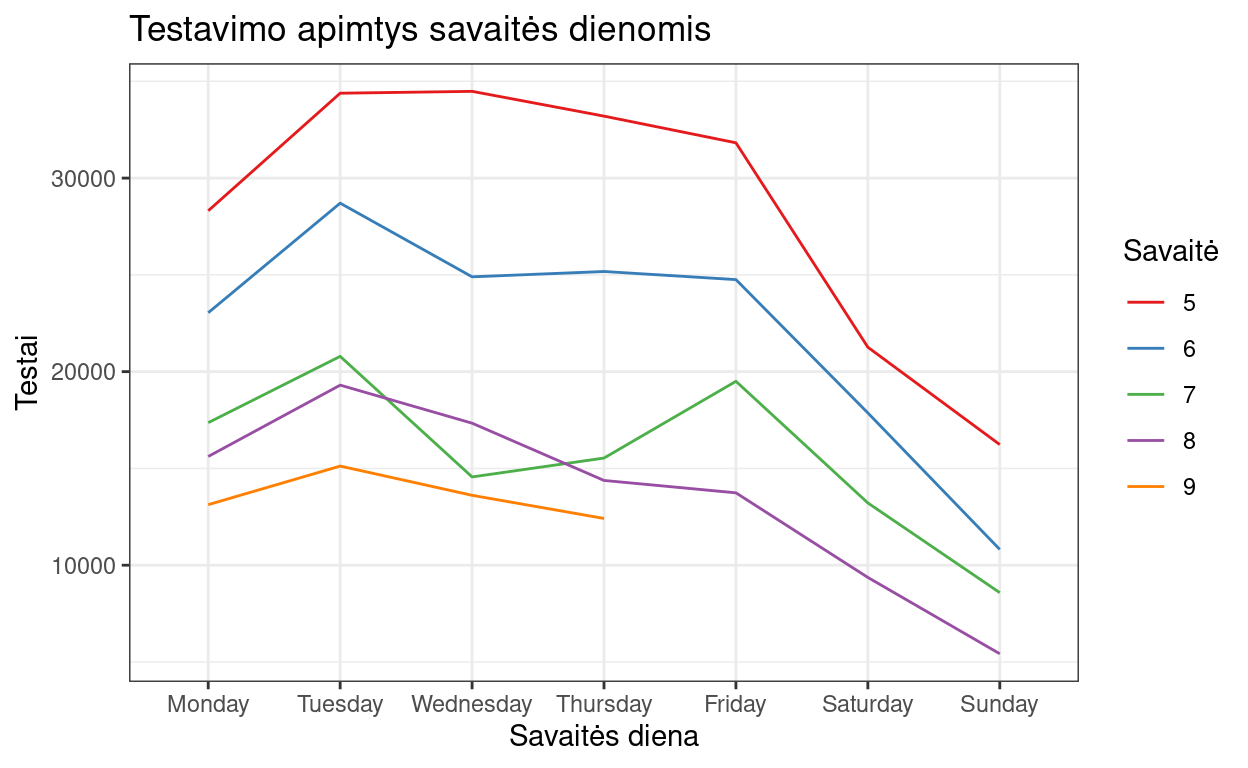 Testavimo apimtys savaitės dienomis
Testai
30000
20000
10000
Monday Tuesday Wednesday Thursday Friday Saturday Sunday
Savaitės diena
Savaitė
5
6
7
8
9